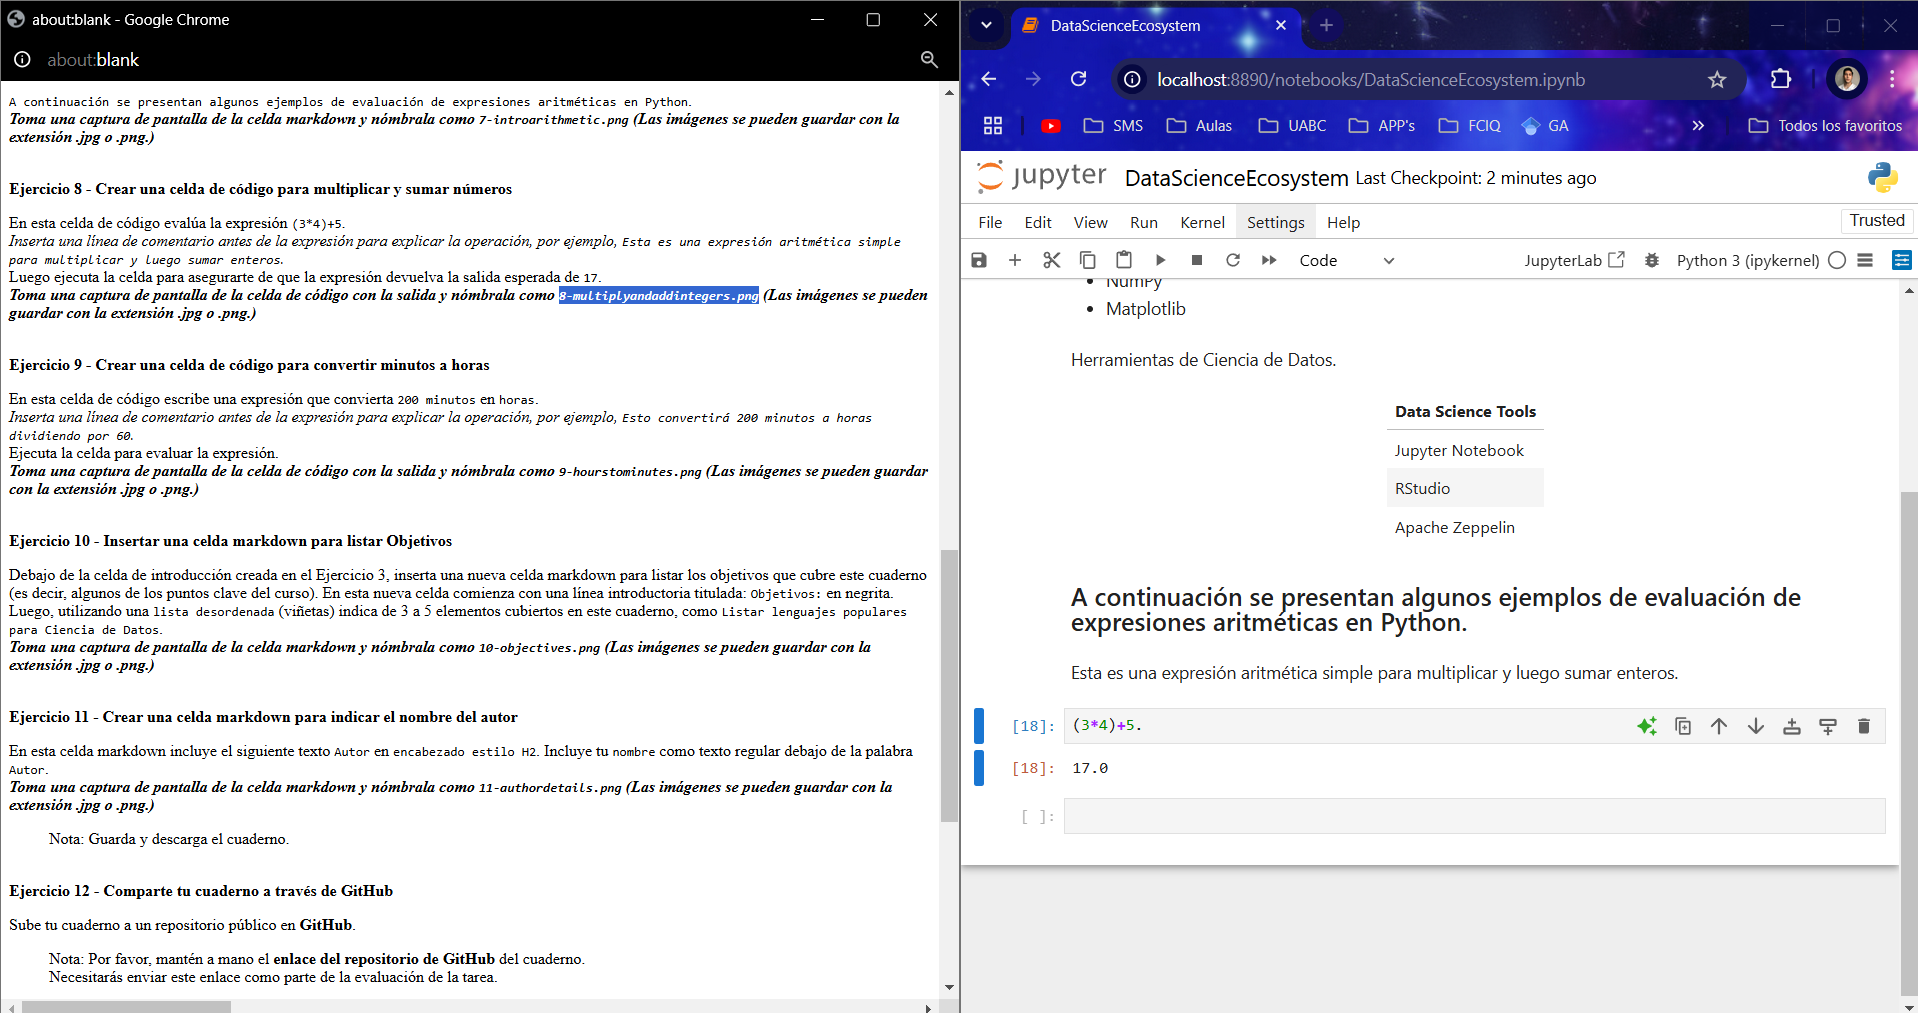 about:blank - Google Chrome
about:blank
A continuación se presentan algunos ejemplos de evaluación de expresiones aritméticas en Python.
Toma una captura de pantalla de la celda markdown y nómbrala como 7-introarithmetic.png (Las imágenes se pueden guardar con la
extensión .jpg o .png.)
Ejercicio 8 - Crear una celda de código para multiplicar y sumar números
En esta celda de código evalúa la expresión (3*4)+5.
Inserta una línea de comentario antes de la expresión para explicar la operación, por ejemplo, Esta es una expresión aritmética simple
para multiplicar y luego sumar enteros.
Luego ejecuta la celda para asegurarte de que la expresión devuelva la salida esperada de 17.
Toma una captura de pantalla de la celda de código con la salida y nómbrala como 8-multiplyandaddintegers.png (Las imágenes se pueden
guardar con la extensión .jpg o .png.)
Ejercicio 9 - Crear una celda de código para convertir minutos a horas
En esta celda de código escribe una expresión que convierta 200 minutos en horas.
Inserta una línea de comentario antes de la expresión para explicar la operación, por ejemplo, Esto convertirá 200 minutos a horas
dividiendo por 60.
Ejecuta la celda para evaluar la expresión.
Toma una captura de pantalla de la celda de código con la salida y nómbrala como 9-hourstominutes.png (Las imágenes se pueden guardar
con la extensión .jpg o .png.)
Ejercicio 10 - Insertar una celda markdown para listar Objetivos
Debajo de la celda de introducción creada en el Ejercicio 3, inserta una nueva celda markdown para listar los objetivos que cubre este cuaderno
(es decir, algunos de los puntos clave del curso). En esta nueva celda comienza con una línea introductoria titulada: Objetivos: en negrita.
Luego, utilizando una lista desordenada (viñetas) indica de 3 a 5 elementos cubiertos en este cuaderno, como Listar lenguajes populares
para Ciencia de Datos.
Toma una captura de pantalla de la celda markdown y nómbrala como 10-objectives.png (Las imágenes se pueden guardar con la
extensión .jpg o .png.)
Ejercicio 11 - Crear una celda markdown para indicar el nombre del autor
En esta celda markdown incluye el siguiente texto Autor en encabezado estilo H2. Incluye tu nombre como texto regular debajo de la palabra
Autor.
Toma una captura de pantalla de la celda markdown y nómbrala como 11-authordetails.png (Las imágenes se pueden guardar con la
extensión .jpg o .png.)
Nota: Guarda y descarga el cuaderno.
Ejercicio 12 - Comparte tu cuaderno a través de GitHub
Sube tu cuaderno a un repositorio público en GitHub.
Nota: Por favor, mantén a mano el enlace del repositorio de GitHub del cuaderno.
Necesitarás enviar este enlace como parte de la evaluación de la tarea.
DataScienceEcosystem
localhost:8890/notebooks/DataScienceEcosystem.ipynb
SMS Aulas UABC APP's FCIQ GA » Todos los favoritos
jupyter DataScienceEcosystem Last Checkpoint: 2 minutes ago
File Edit View Run Kernel Settings Help Trusted
Code JupyterLab Python 3 (ipykernel)
NumPy
Matplotlib
Herramientas de Ciencia de Datos.
Data Science Tools
Jupyter Notebook
RStudio
Apache Zeppelin
A continuación se presentan algunos ejemplos de evaluación de
expresiones aritméticas en Python.
Esta es una expresión aritmética simple para multiplicar y luego sumar enteros.
[18]: (3*4)+5.
[18]: 17.0
[ ]: